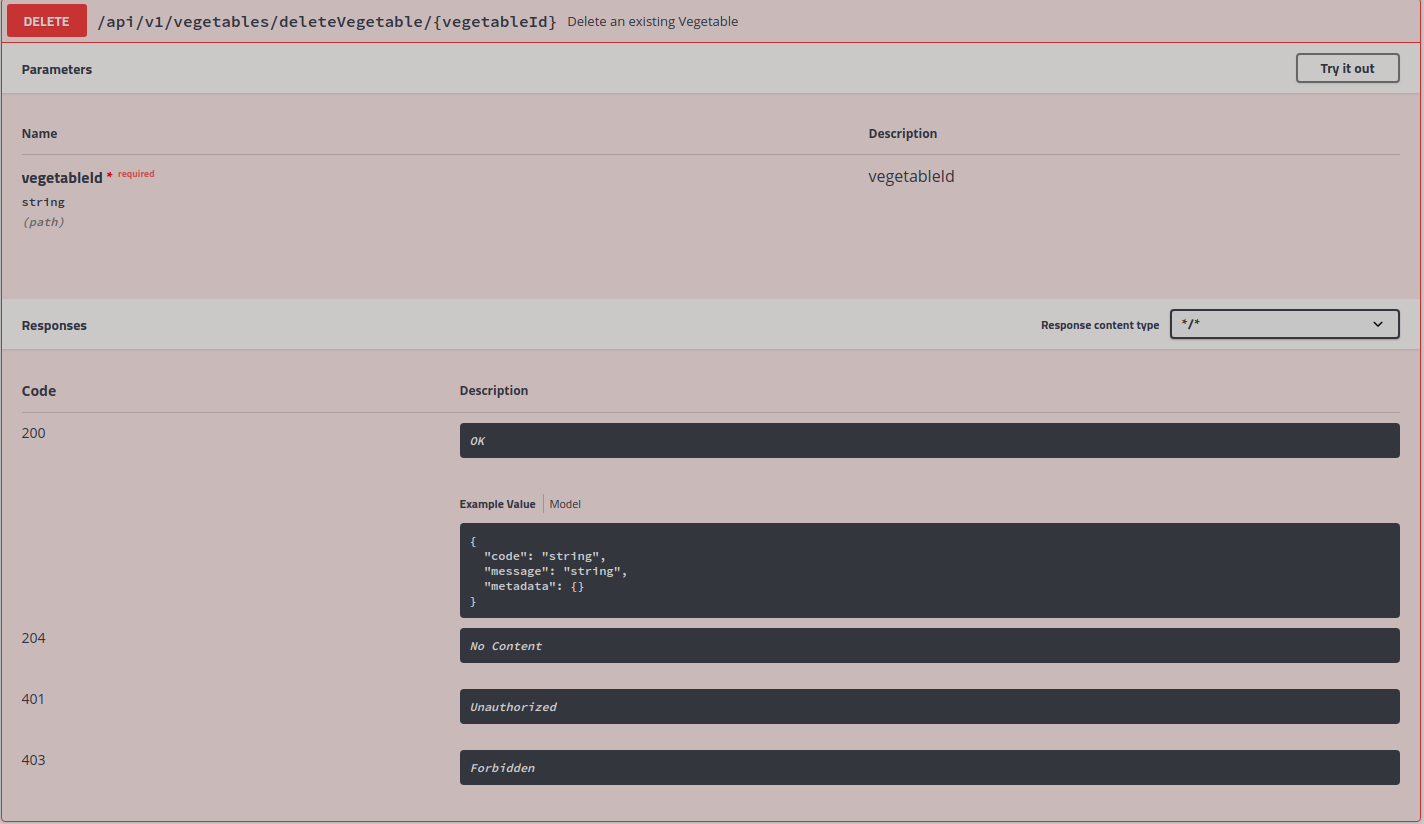 DELETE /api/v1/vegetables/deleteVegetable/{vegetableId} Delete an existing Vegetable
Parameters Try it out
Name Description
vegetableId * required vegetableId
string
(path)
Responses Response content type */*
Code Description
200 OK
Example Value Model
{
  "code": "string",
  "message": "string",
  "metadata": {}
}
204 No Content
401 Unauthorized
403 Forbidden